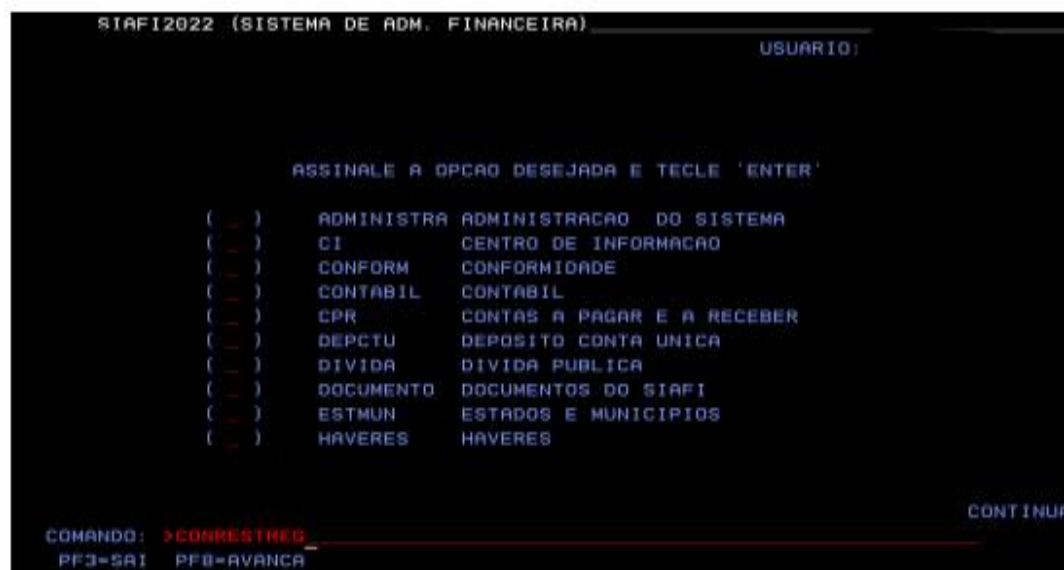 SIAFI2022 (SISTEMA DE ADM. FINANCEIRA)
USUARIO:
ASSINALE A OPCAO DESEJADA E TECLE 'ENTER'
( _ ) ADMINISTRA ADMINISTRACAO DO SISTEMA
( _ ) CI CENTRO DE INFORMACAO
( _ ) CONFORM CONFORMIDADE
( _ ) CONTABIL CONTABIL
( _ ) CPR CONTAS A PAGAR E A RECEBER
( _ ) DEPCTU DEPOSITO CONTA UNICA
( _ ) DIVIDA DIVIDA PUBLICA
( _ ) DOCUMENTO DOCUMENTOS DO SIAFI
( _ ) ESTMUN ESTADOS E MUNICIPIOS
( _ ) HAVERES HAVERES
CONTINUA
COMANDO: >CONRESTREG_
PF3=SAI PF8=AVANCA